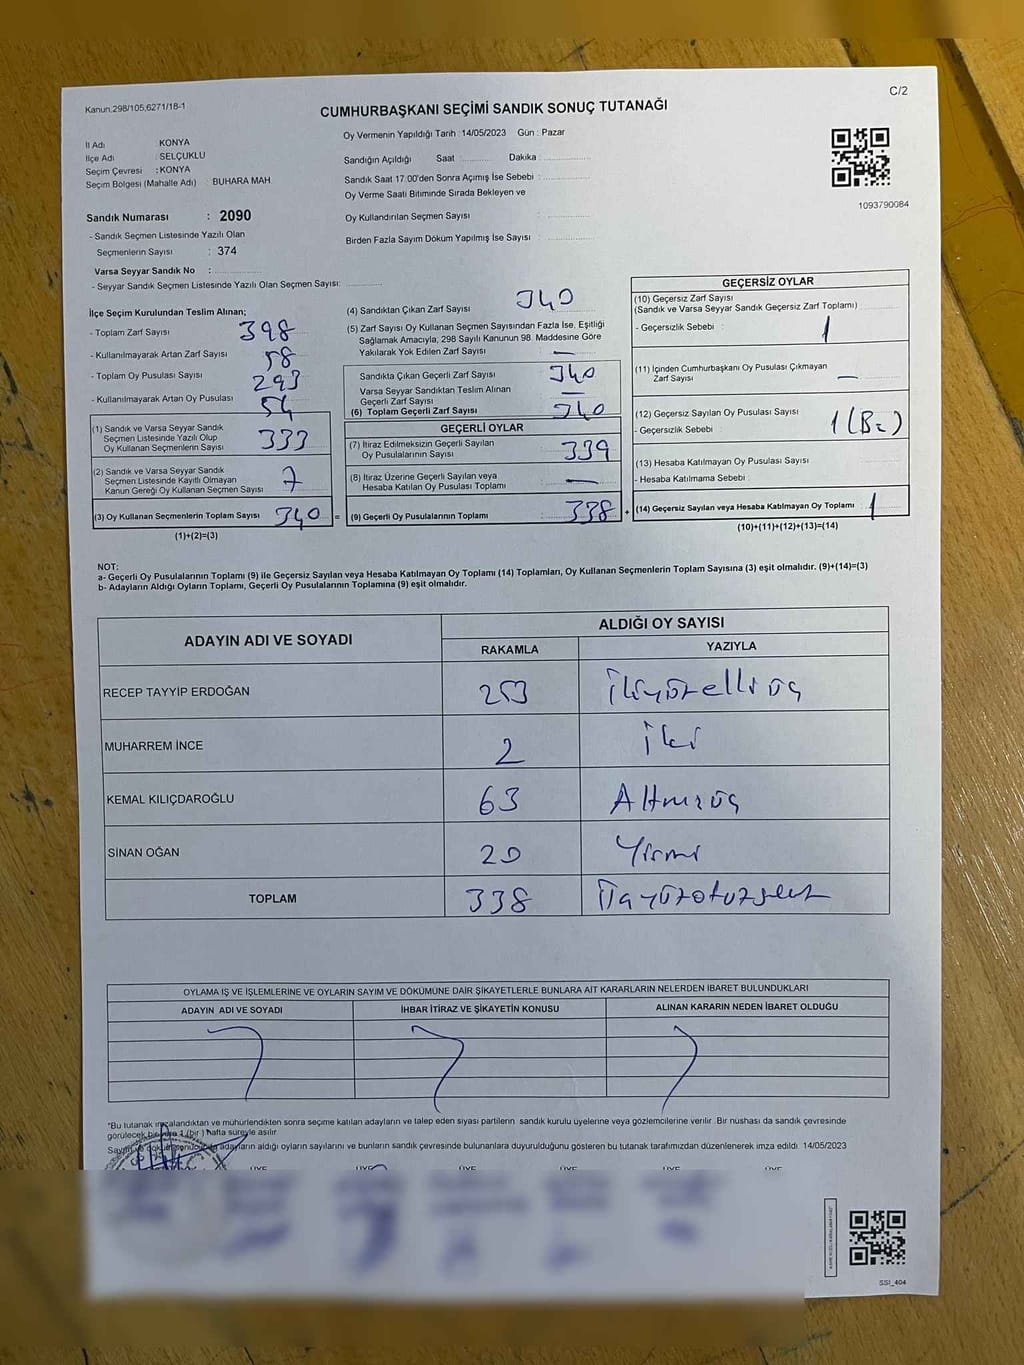 Kanun.298/105,6271/18-1
C/2
CUMHURBAŞKANI SEÇİMİ SANDIK SONUÇ TUTANAĞI
İl Adı KONYA
İlçe Adı : SELÇUKLU
Seçim Çevresi : KONYA
Seçim Bölgesi (Mahalle Adı) BUHARA MAH
Sandık Numarası : 2090
- Sandık Seçmen Listesinde Yazılı Olan
Seçmenlerin Sayısı : 374
Varsa Seyyar Sandık No :
- Seyyar Sandık Seçmen Listesinde Yazılı Olan Seçmen Sayısı:
Oy Vermenin Yapıldığı Tarih : 14/05/2023 Gün : Pazar
Sandığın Açıldığı Saat Dakika :
Sandık Saat 17:00'den Sonra Açımış İse Sebebi :
Oy Verme Saati Bitiminde Sırada Bekleyen ve
Oy Kullandırılan Seçmen Sayısı :
Birden Fazla Sayım Döküm Yapılmış İse Sayısı :
1093790084
İlçe Seçim Kurulundan Teslim Alınan;
- Toplam Zarf Sayısı 398
- Kullanılmayarak Artan Zarf Sayısı 58
- Toplam Oy Pusulası Sayısı 293
- Kullanılmayarak Artan Oy Pusulası 54
(1) Sandık ve Varsa Seyyar Sandık
Seçmen Listesinde Yazılı Olup
Oy Kullanan Seçmenlerin Sayısı 333
(2) Sandık ve Varsa Seyyar Sandık
Seçmen Listesinde Kayıtlı Olmayan
Kanun Gereği Oy Kullanan Seçmen Sayısı 7
(3) Oy Kullanan Seçmenlerin Toplam Sayısı 340 =
(1)+(2)=(3)
(4) Sandıktan Çıkan Zarf Sayısı 340
(5) Zarf Sayısı Oy Kullanan Seçmen Sayısından Fazla İse, Eşitliği
Sağlamak Amacıyla, 298 Sayılı Kanunun 98. Maddesine Göre
Yakılarak Yok Edilen Zarf Sayısı —
Sandıkta Çıkan Geçerli Zarf Sayısı 340
Varsa Seyyar Sandıktan Teslim Alınan
Geçerli Zarf Sayısı —
(6) Toplam Geçerli Zarf Sayısı 340
GEÇERLİ OYLAR
(7) İtiraz Edilmeksizin Geçerli Sayılan
Oy Pusulalarının Sayısı 339
(8) İtiraz Üzerine Geçerli Sayılan veya
Hesaba Katılan Oy Pusulası Toplamı —
(9) Geçerli Oy Pusulalarının Toplamı 338 +
GEÇERSİZ OYLAR
(10) Geçersiz Zarf Sayısı
(Sandık ve Varsa Seyyar Sandık Geçersiz Zarf Toplamı)
- Geçersizlik Sebebi : 1
(11) İçinden Cumhurbaşkanı Oy Pusulası Çıkmayan
Zarf Sayısı —
(12) Geçersiz Sayılan Oy Pusulası Sayısı
- Geçersizlik Sebebi :
(13) Hesaba Katılmayan Oy Pusulası Sayısı
- Hesaba Katılmama Sebebi :
(14) Geçersiz Sayılan veya Hesaba Katılmayan Oy Toplamı : 1
(10)+(11)+(12)+(13)=(14)
NOT:
a- Geçerli Oy Pusulalarının Toplamı (9) ile Geçersiz Sayılan veya Hesaba Katılmayan Oy Toplamı (14) Toplamları, Oy Kullanan Seçmenlerin Toplam Sayısına (3) eşit olmalıdır. (9)+(14)=(3)
b- Adayların Aldığı Oyların Toplamı, Geçerli Oy Pusulalarının Toplamına (9) eşit olmalıdır.
ADAYIN ADI VE SOYADI ALDIĞI OY SAYISI
RAKAMLA YAZIYLA
RECEP TAYYİP ERDOĞAN 253 İkiyüzelliüç
MUHARREM İNCE 2 İki
KEMAL KILIÇDAROĞLU 63 Altmışüç
SİNAN OĞAN 20 Yirmi
TOPLAM 338 Üçyüzotuzsekiz
OYLAMA İŞ VE İŞLEMLERİNE VE OYLARIN SAYIM VE DÖKÜMÜNE DAİR ŞİKAYETLERLE BUNLARA AİT KARARLARIN NELERDEN İBARET BULUNDUKLARI
ADAYIN ADI VE SOYADI İHBAR İTİRAZ VE ŞİKAYETİN KONUSU ALINAN KARARIN NEDEN İBARET OLDUĞU
"Bu tutanak imzalandıktan ve mühürlendikten sonra seçime katılan adayların ve talep eden siyasi partilerin sandık kurulu üyelerine veya gözlemcilerine verilir. Bir nüshası da sandık çevresinde
görülecek bir yere 1 (bir ) hafta süreyle asılır
Sayım ve dökümü sonucunda adayların aldığı oyların sayılarını ve bunların sandık çevresinde bulunanlara duyurulduğunu gösteren bu tutanak tarafımızdan düzenlenerek imza edildi. 14/05/2023
ÜYE ÜYE ÜYE ÜYE ÜYE ÜYE
SSI_404